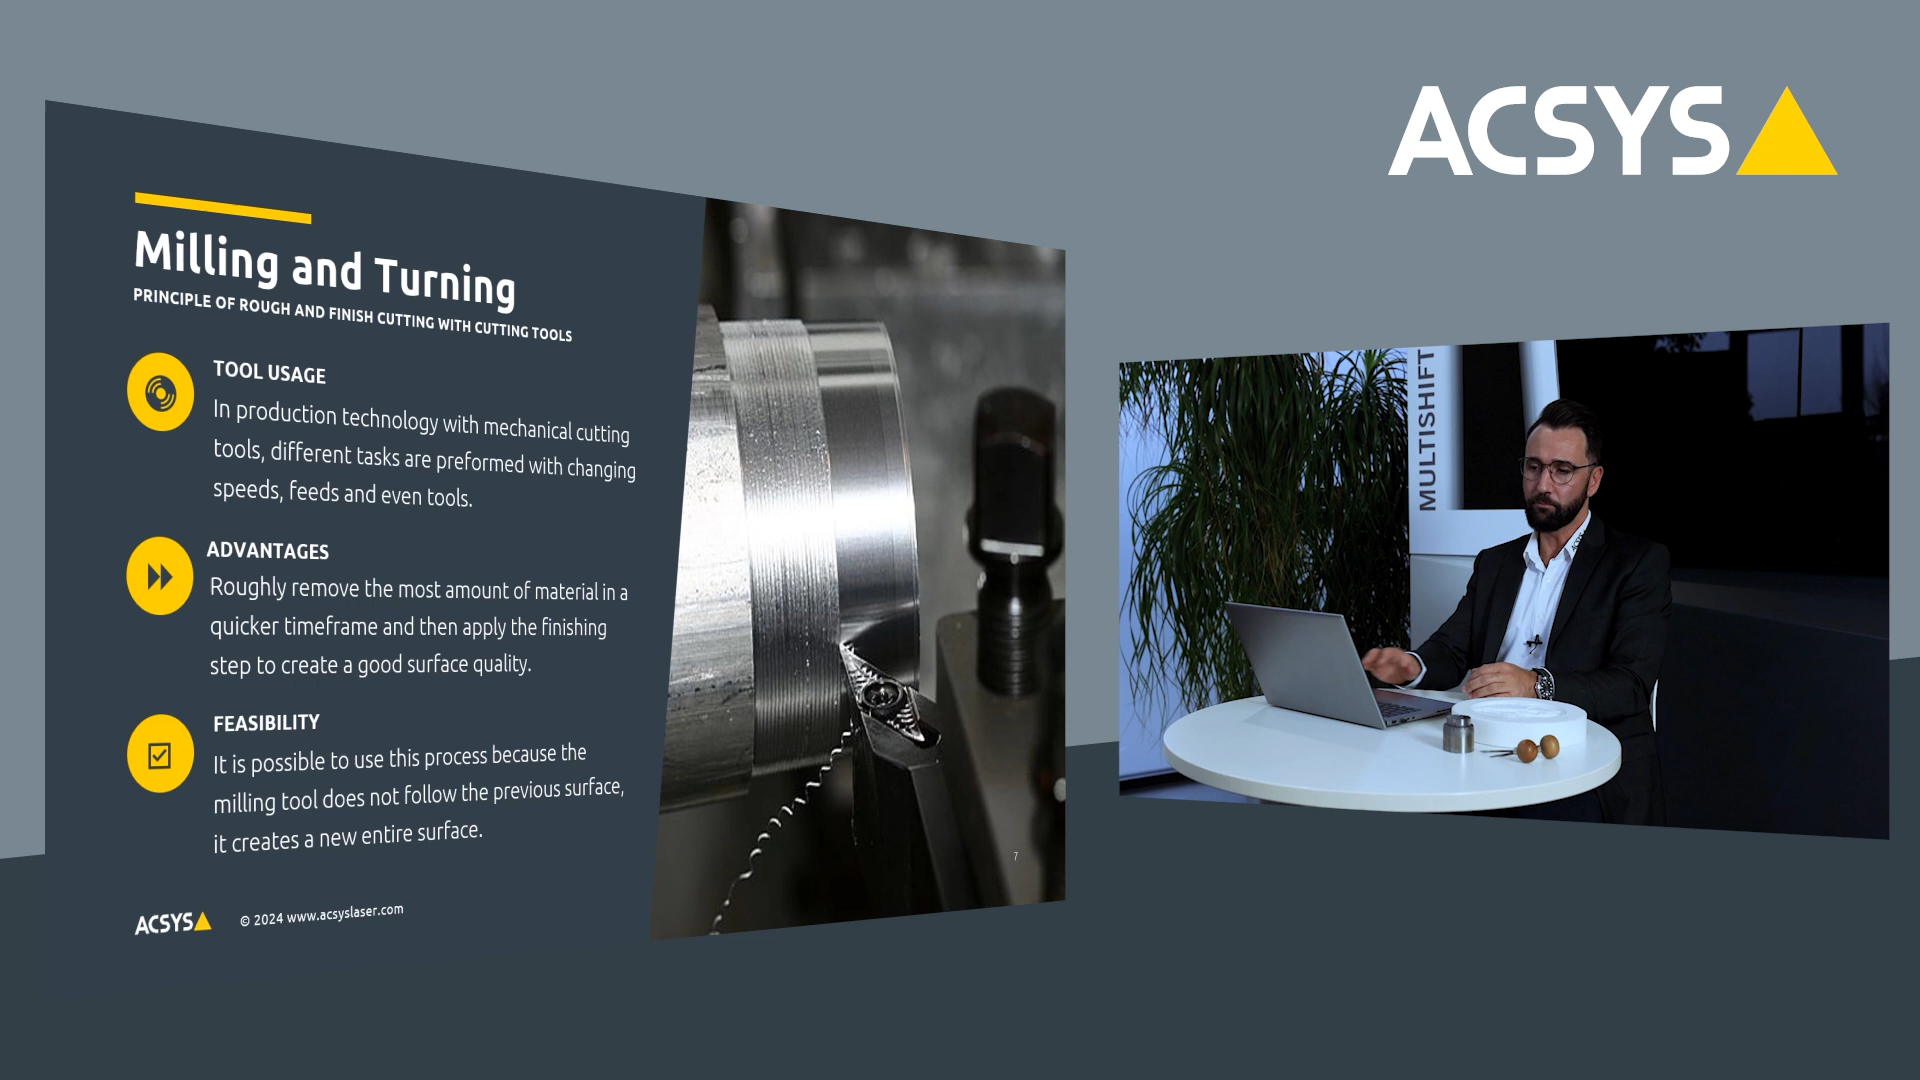 ACSYS
Milling and Turning
PRINCIPLE OF ROUGH AND FINISH CUTTING WITH CUTTING TOOLS
TOOL USAGE
In production technology with mechanical cutting
tools, different tasks are preformed with changing
speeds, feeds and even tools.
ADVANTAGES
Roughly remove the most amount of material in a
quicker timeframe and then apply the finishing
step to create a good surface quality.
FEASIBILITY
It is possible to use this process because the
milling tool does not follow the previous surface,
it creates a new entire surface.
7
ACSYS
© 2024 www.acsyslaser.com
MULTISHIFT